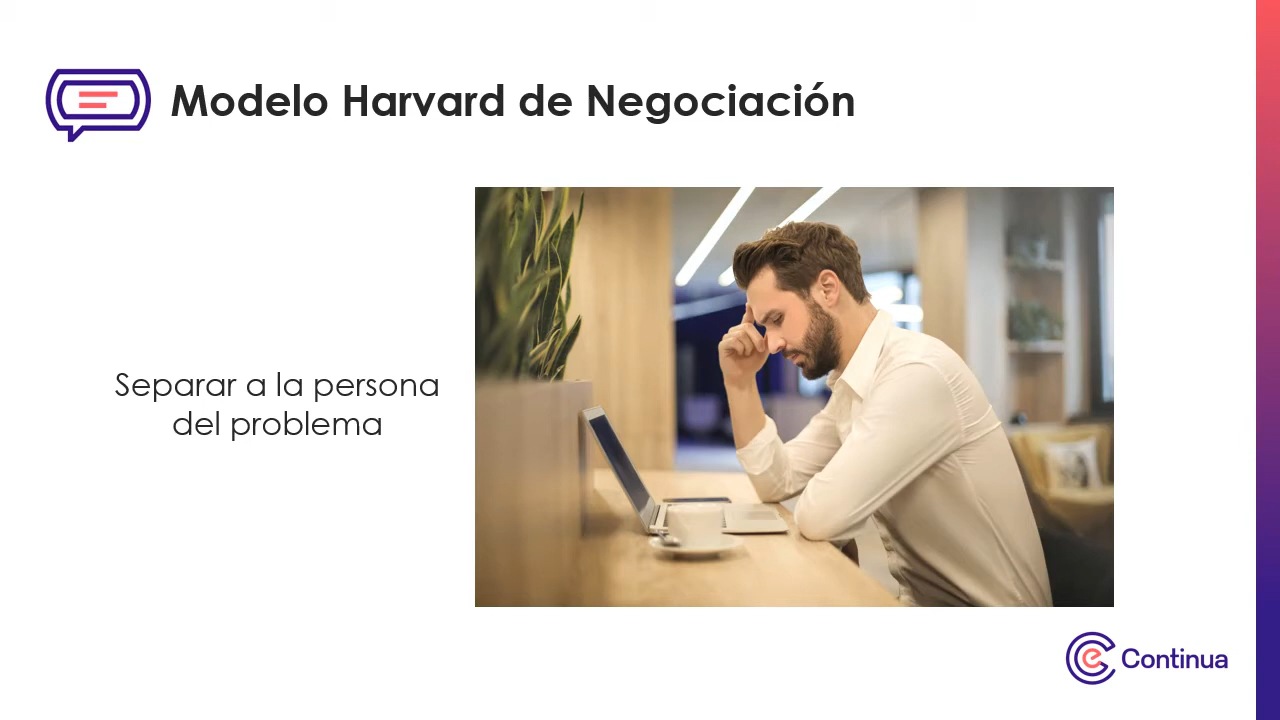 Modelo Harvard de Negociación
Separar a la persona
del problema
Continua